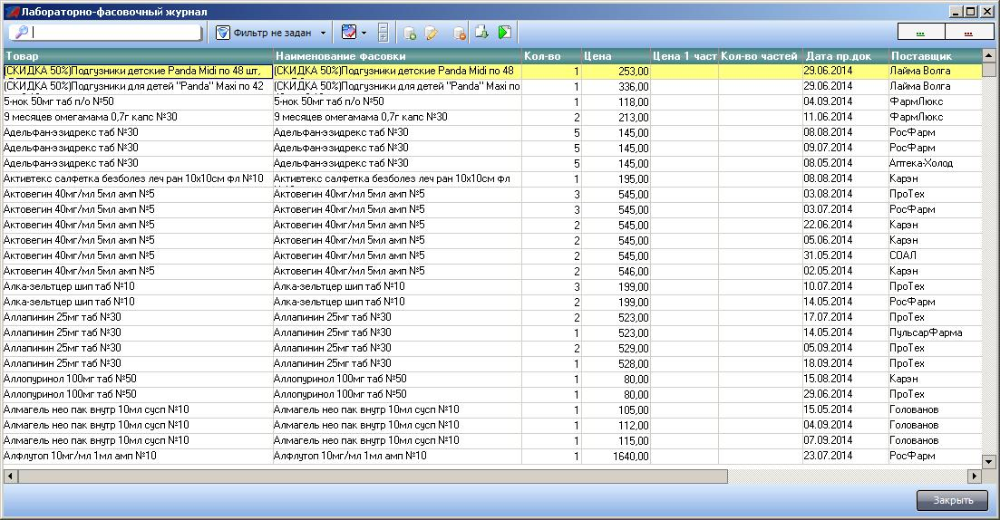 Лабораторно-фасовочный журнал
Фильтр не задан
... ...
Товар Наименование фасовки Кол-во Цена Цена 1 част Кол-во частей Дата пр.док Поставщик
(СКИДКА 50%)Подгузники детские Panda Midi по 48 шт, (СКИДКА 50%)Подгузники детские Panda Midi по 48 1 253,00 29.06.2014 Лайма Волга
(СКИДКА 50%)Подгузники для детей "Panda" Maxi по 42 (СКИДКА 50%)Подгузники для детей "Panda" Maxi по 1 336,00 29.06.2014 Лайма Волга
5-нок 50мг таб п/о №50 5-нок 50мг таб п/о №50 1 118,00 04.09.2014 ФармЛюкс
9 месяцев омегамама 0,7г капс №30 9 месяцев омегамама 0,7г капс №30 2 213,00 11.06.2014 ФармЛюкс
Адельфан-эзидрекс таб №30 Адельфан-эзидрекс таб №30 5 145,00 08.08.2014 РосФарм
Адельфан-эзидрекс таб №30 Адельфан-эзидрекс таб №30 5 145,00 09.07.2014 РосФарм
Адельфан-эзидрекс таб №30 Адельфан-эзидрекс таб №30 5 145,00 08.05.2014 Аптека-Холод
Активтекс салфетка безболез леч ран 10х10см фл №10 Активтекс салфетка безболез леч ран 10х10см фл 1 195,00 08.08.2014 Карэн
Актовегин 40мг/мл 5мл амп №5 Актовегин 40мг/мл 5мл амп №5 3 545,00 03.08.2014 ПроТех
Актовегин 40мг/мл 5мл амп №5 Актовегин 40мг/мл 5мл амп №5 3 545,00 03.07.2014 РосФарм
Актовегин 40мг/мл 5мл амп №5 Актовегин 40мг/мл 5мл амп №5 2 545,00 22.06.2014 Карэн
Актовегин 40мг/мл 5мл амп №5 Актовегин 40мг/мл 5мл амп №5 2 545,00 05.06.2014 Карэн
Актовегин 40мг/мл 5мл амп №5 Актовегин 40мг/мл 5мл амп №5 2 545,00 31.05.2014 СОАЛ
Актовегин 40мг/мл 5мл амп №5 Актовегин 40мг/мл 5мл амп №5 2 546,00 02.05.2014 Карэн
Алка-зельтцер шип таб №10 Алка-зельтцер шип таб №10 3 199,00 10.07.2014 ПроТех
Алка-зельтцер шип таб №10 Алка-зельтцер шип таб №10 2 199,00 14.05.2014 РосФарм
Аллапинин 25мг таб №30 Аллапинин 25мг таб №30 2 523,00 17.07.2014 ПроТех
Аллапинин 25мг таб №30 Аллапинин 25мг таб №30 1 523,00 14.05.2014 ПульсарФарма
Аллапинин 25мг таб №30 Аллапинин 25мг таб №30 2 529,00 05.09.2014 ПроТех
Аллапинин 25мг таб №30 Аллапинин 25мг таб №30 1 528,00 18.09.2014 ПроТех
Аллопуринол 100мг таб №50 Аллопуринол 100мг таб №50 1 80,00 15.08.2014 Карэн
Аллопуринол 100мг таб №50 Аллопуринол 100мг таб №50 1 80,00 29.06.2014 ПроТех
Алмагель нео пак внутр 10мл сусп №10 Алмагель нео пак внутр 10мл сусп №10 1 105,00 15.05.2014 Голованов
Алмагель нео пак внутр 10мл сусп №10 Алмагель нео пак внутр 10мл сусп №10 1 112,00 04.09.2014 Голованов
Алмагель нео пак внутр 10мл сусп №10 Алмагель нео пак внутр 10мл сусп №10 1 115,00 07.09.2014 Голованов
Алфлутоп 10мг/мл 1мл амп №10 Алфлутоп 10мг/мл 1мл амп №10 1 1640,00 23.07.2014 РосФарм
Закрыть